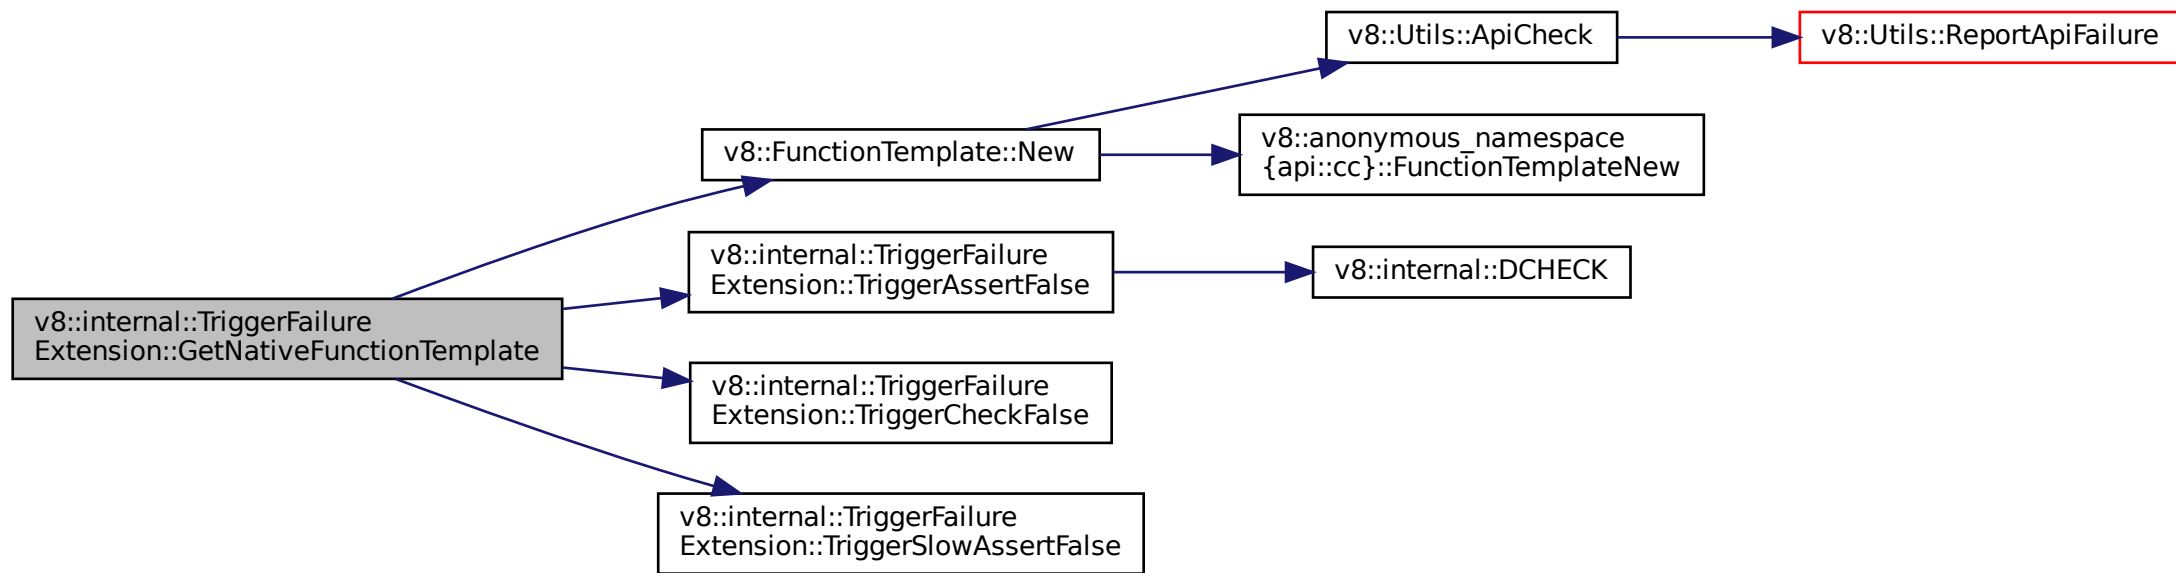 v8::Utils::ApiCheck
v8::Utils::ReportApiFailure
v8::FunctionTemplate::New
v8::anonymous_namespace
{api::cc}::FunctionTemplateNew
v8::internal::TriggerFailure
Extension::TriggerAssertFalse
v8::internal::DCHECK
v8::internal::TriggerFailure
Extension::GetNativeFunctionTemplate
v8::internal::TriggerFailure
Extension::TriggerCheckFalse
v8::internal::TriggerFailure
Extension::TriggerSlowAssertFalse